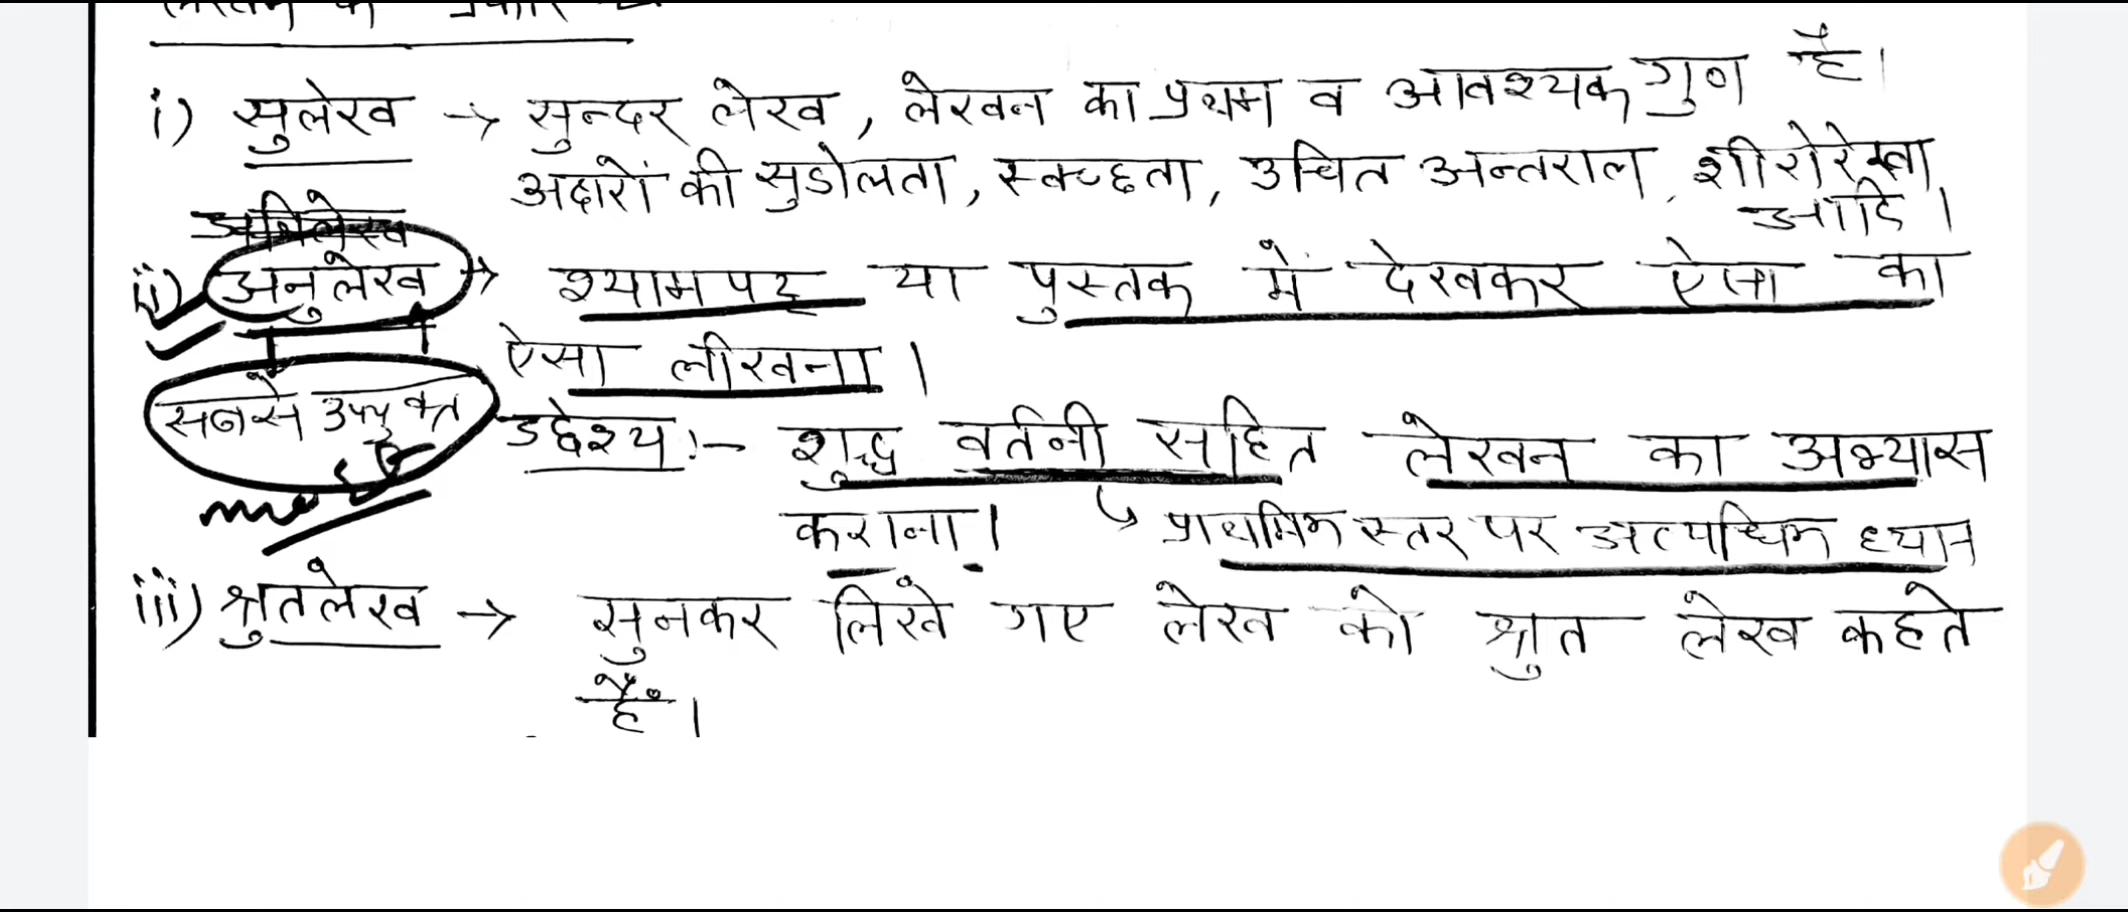 लेखन के प्रकार
i) सुलेख → सुन्दर लेख, लेखन का प्रथम व आवश्यक गुण है।
अक्षरों की सुडोलता, स्वच्छता, उचित अन्तराल, शीरोरेखा
आदि।
ii) अनुलेख → श्यामपट्ट या पुस्तक में देखकर ऐसा का
ऐसा लीखना।
सबसे उपयुक्त
उद्देश्य :- शुद्ध वर्तनी सहित लेखन का अभ्यास
कराना। ↳ प्राथमिक स्तर पर अत्यधिक ध्यान
iii) श्रुतलेख → सुनकर लिखे गए लेख को श्रुत लेख कहते
हैं।